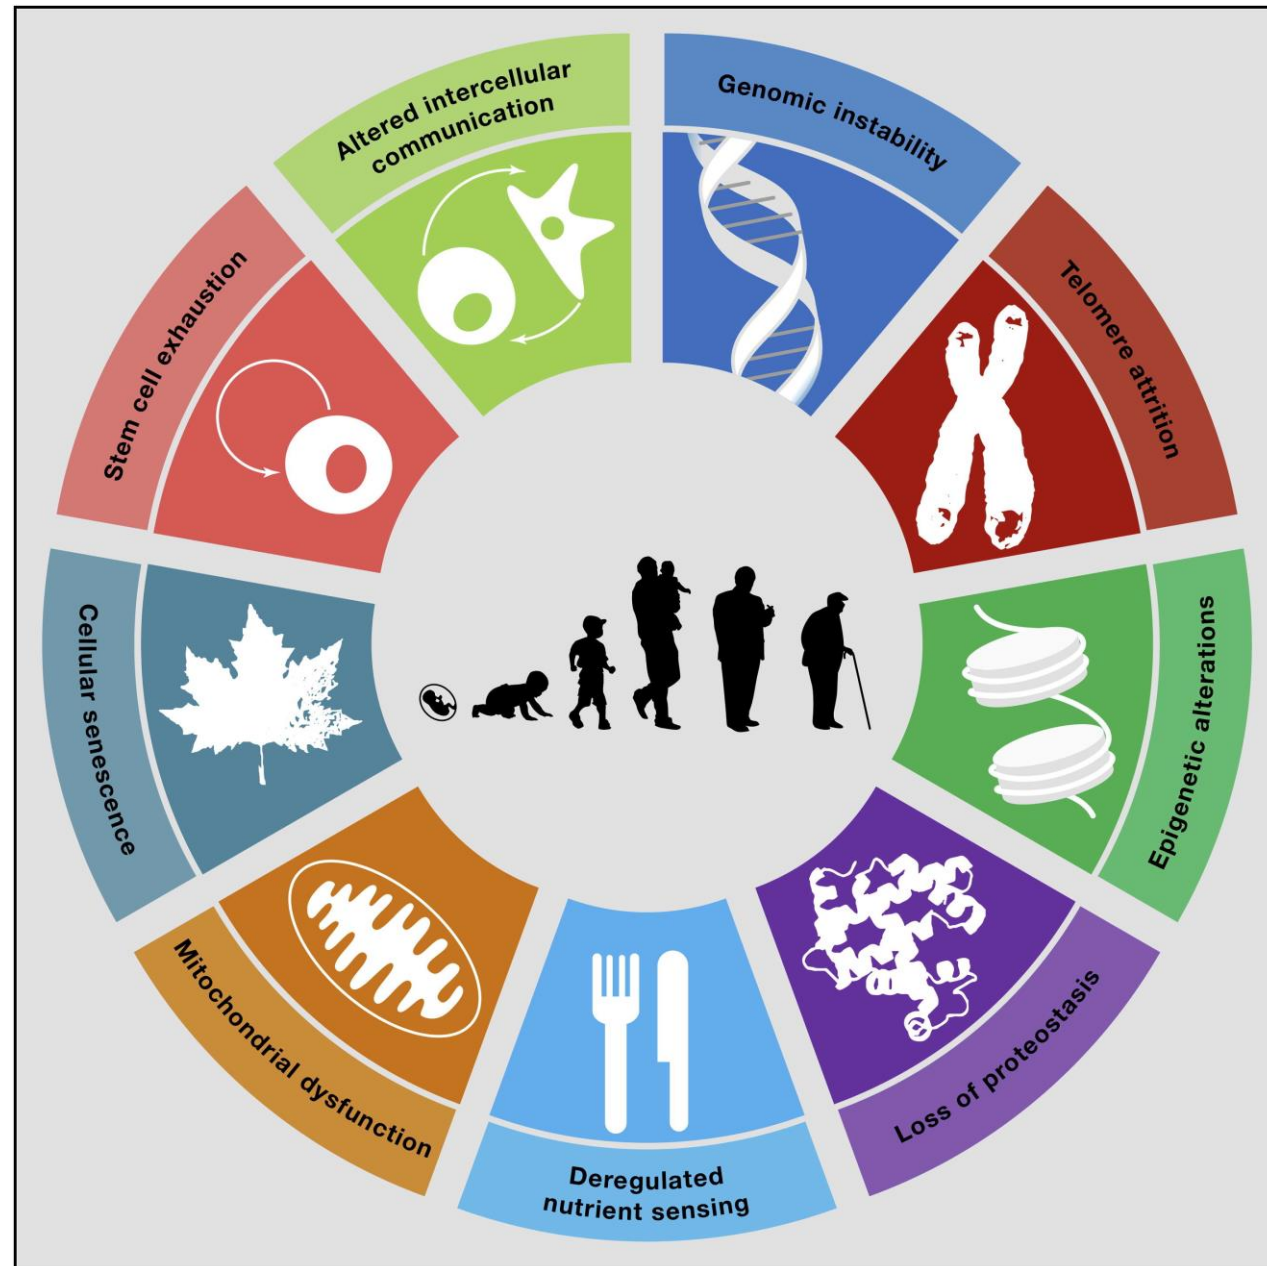 Altered intercellular
communication
Genomic instability
Telomere attrition
Epigenetic alterations
Loss of proteostasis
Deregulated
nutrient sensing
Mitochondrial dysfunction
Cellular senescence
Stem cell exhaustion